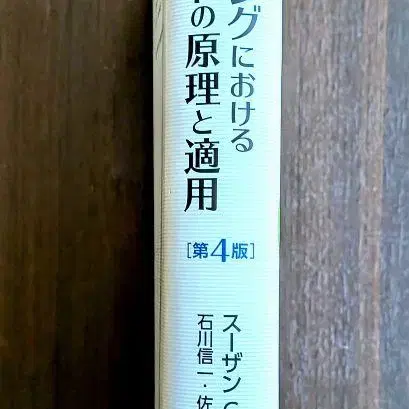 グにおける
の原理と適用
[第4版]
スーザン
石川信一・佐